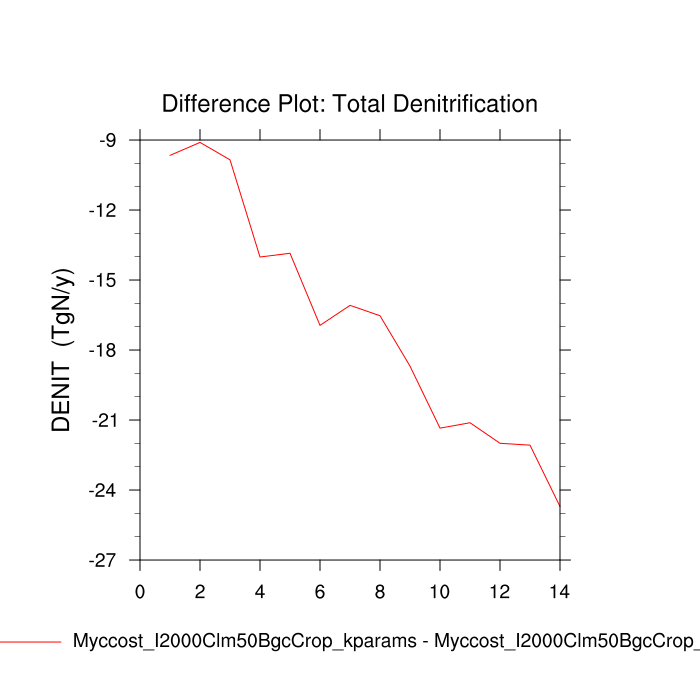 Difference Plot: Total Denitrification
DENIT (TgN/y)
-9
-12
-15
-18
-21
-24
-27
0 2 4 6 8 10 12 14
Myccost_I2000Clm50BgcCrop_kparams - Myccost_I2000Clm50BgcCrop_